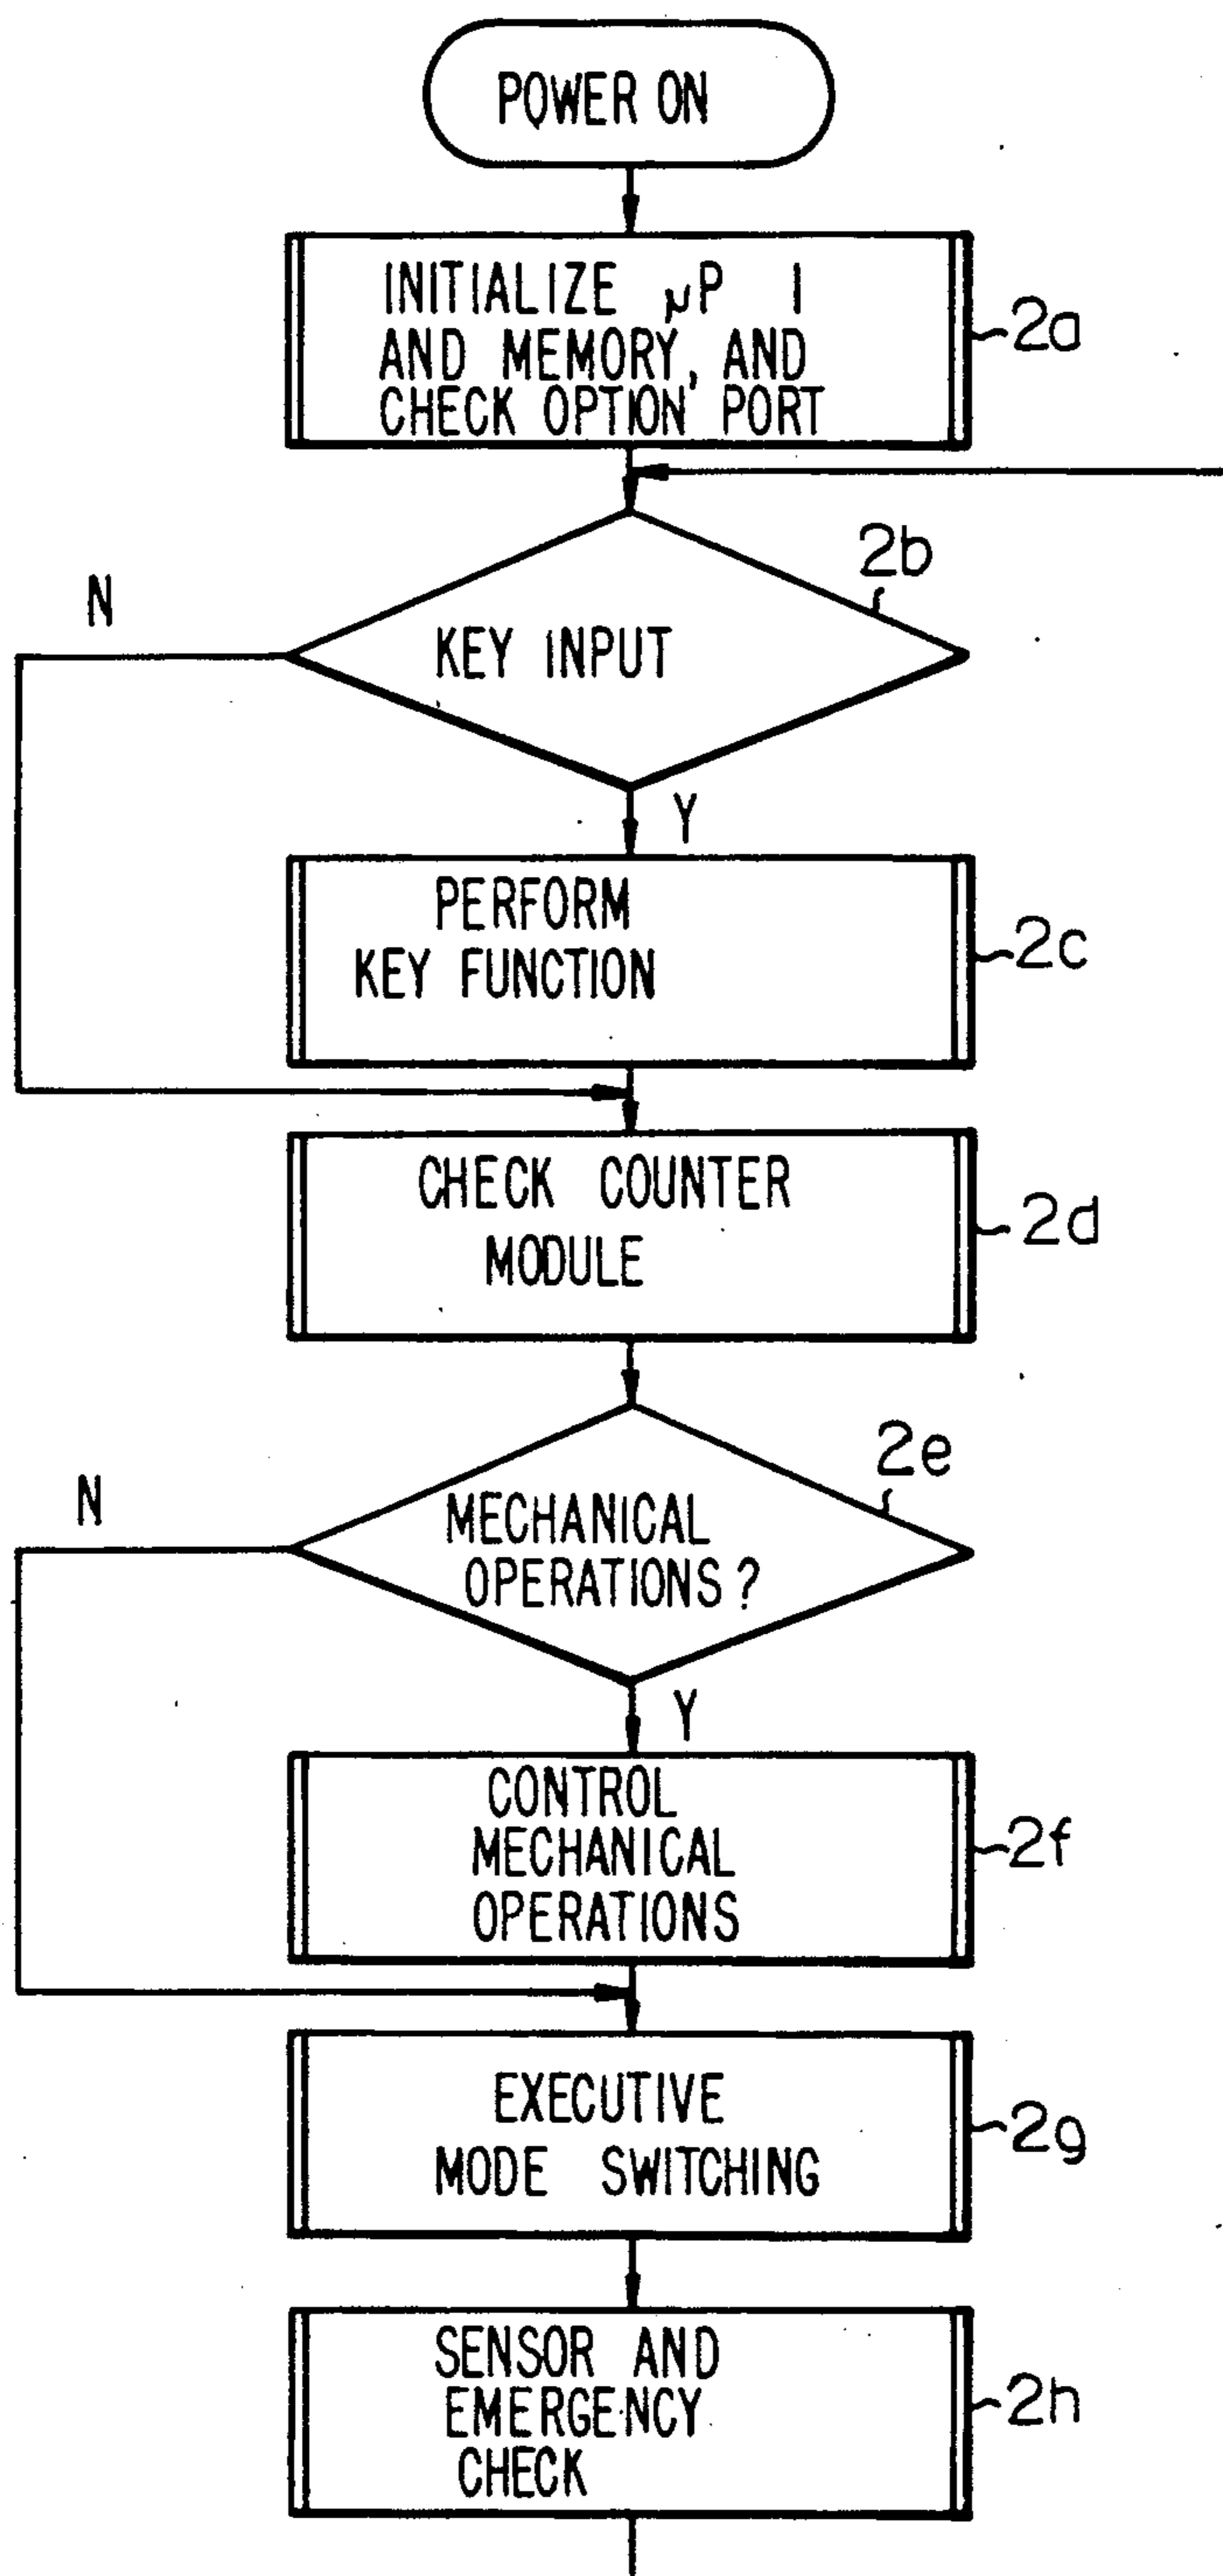 POWER ON
INITIALIZE μP 1
AND MEMORY, AND
CHECK OPTION PORT
2a
2b
N
KEY INPUT
Y
PERFORM
KEY FUNCTION
2c
CHECK COUNTER
MODULE
2d
2e
N
MECHANICAL
OPERATIONS?
Y
CONTROL
MECHANICAL
OPERATIONS
2f
EXECUTIVE
MODE SWITCHING
2g
SENSOR AND
EMERGENCY
CHECK
2h